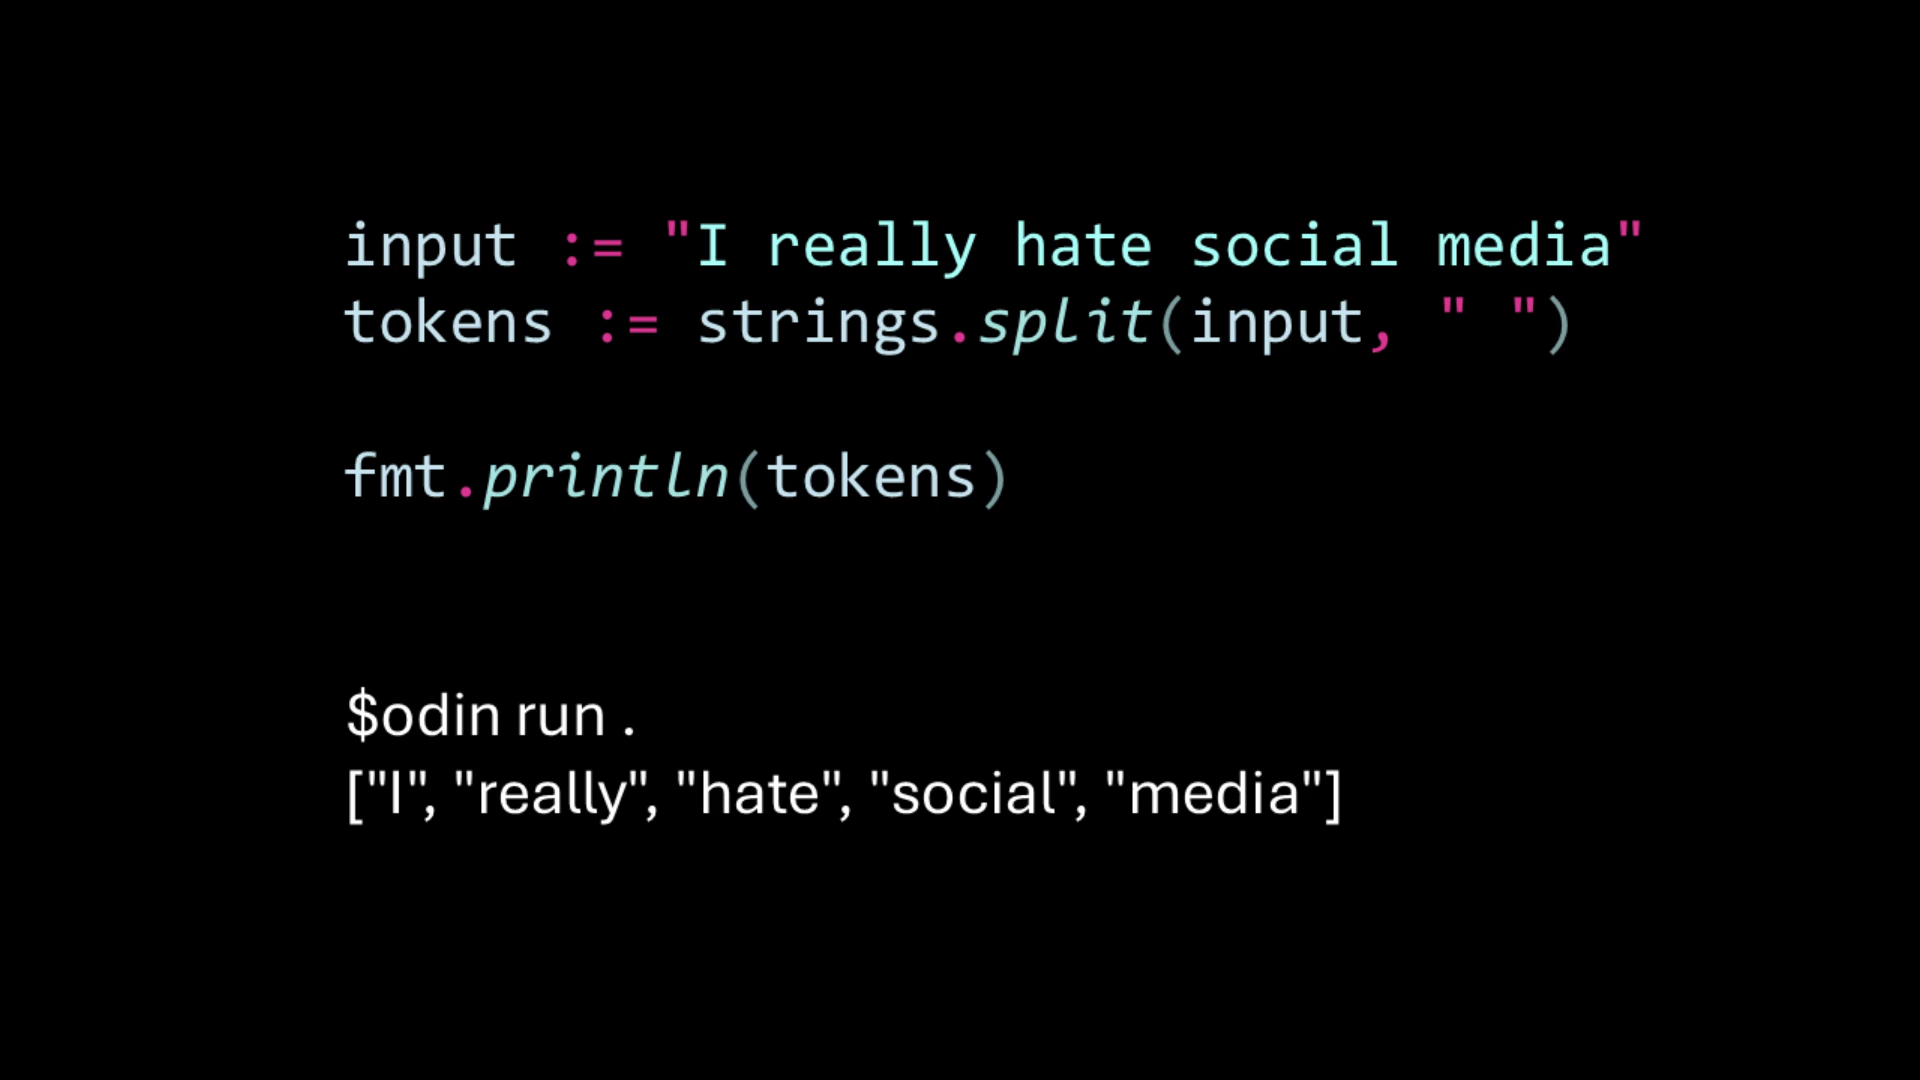 input := "I really hate social media"
tokens := strings.split(input, " ")
fmt.println(tokens)
$odin run .
["I", "really", "hate", "social", "media"]